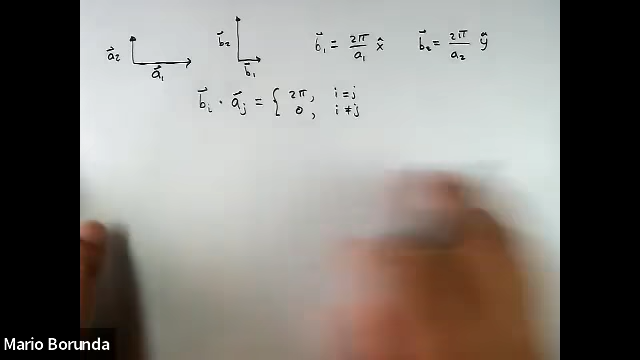 a⃗₂ a⃗₁ b⃗₂ b⃗₁ b⃗₁ = 2π/a₁ x̂ b⃗₂ = 2π/a₂ ŷ
b⃗ᵢ · a⃗ⱼ = { 2π, i = j
0, i ≠ j
Mario Borunda